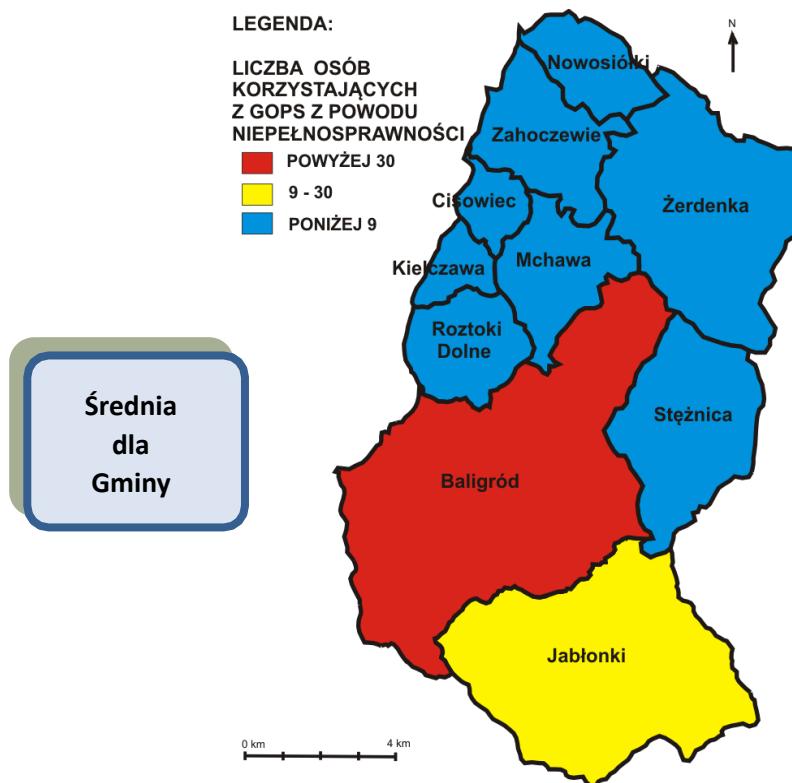 LEGENDA:
LICZBA OSÓB
KORZYSTAJĄCYCH
Z GOPS Z POWODU
NIEPEŁNOSPRAWNOŚCI
POWYŻEJ 30
9 - 30
PONIŻEJ 9
N
Nowosiółki
Zahoczewie
Cisowiec
Żerdenka
Kielczawa
Mchawa
Roztoki
Dolne
Stężnica
Baligród
Jabłonki
Średnia
dla
Gminy
0 km
4 km